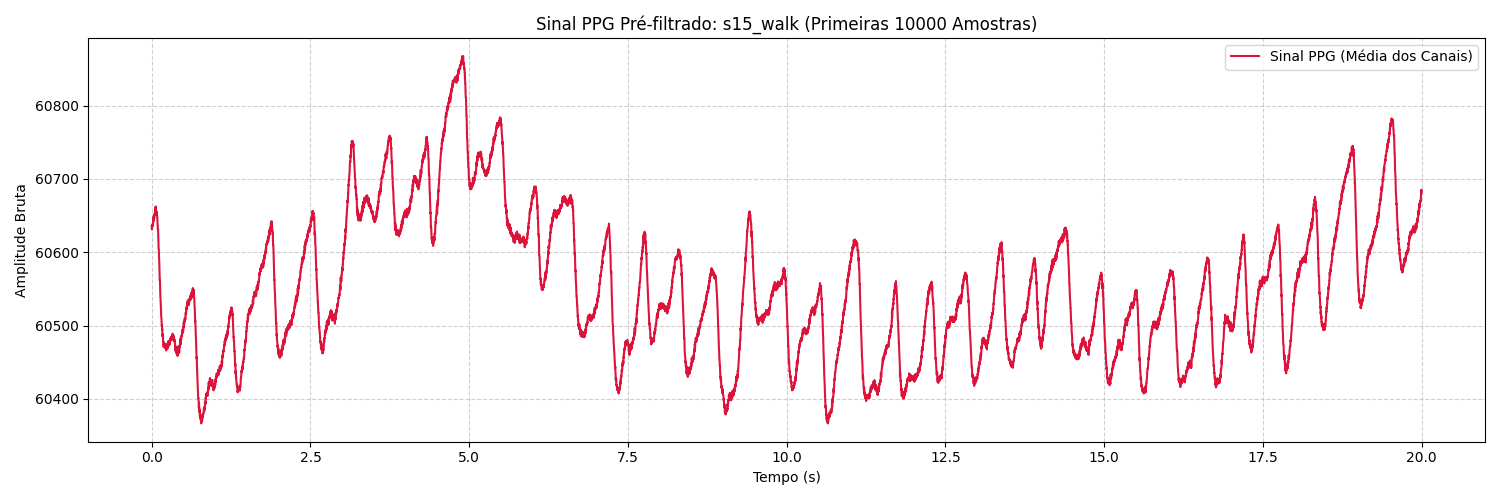 Sinal PPG Pré-filtrado: s15_walk (Primeiras 10000 Amostras)
Sinal PPG (Média dos Canais)
Amplitude Bruta
60800
60700
60600
60500
60400
0.0 2.5 5.0 7.5 10.0 12.5 15.0 17.5 20.0
Tempo (s)